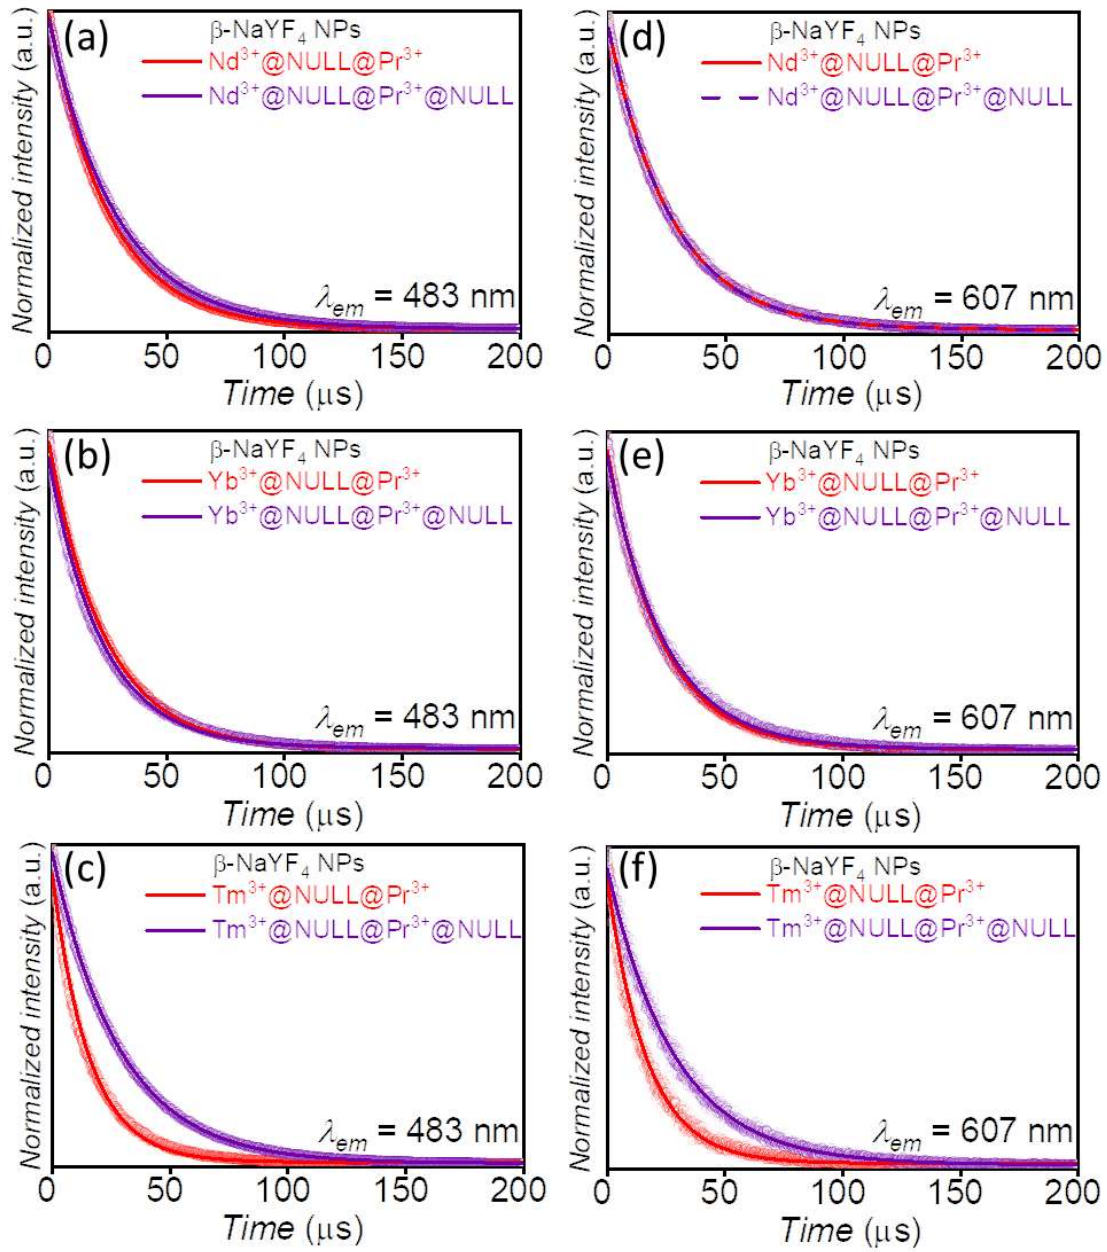 (a)
β-NaYF₄ NPs
Nd³⁺@NULL@Pr³⁺
Nd³⁺@NULL@Pr³⁺@NULL
λem = 483 nm
Normalized intensity (a.u.)
0 50 100 150 200
Time (μs)
(d)
β-NaYF₄ NPs
Nd³⁺@NULL@Pr³⁺
Nd³⁺@NULL@Pr³⁺@NULL
λem = 607 nm
Normalized intensity (a.u.)
0 50 100 150 200
Time (μs)
(b)
β-NaYF₄ NPs
Yb³⁺@NULL@Pr³⁺
Yb³⁺@NULL@Pr³⁺@NULL
λem = 483 nm
Normalized intensity (a.u.)
0 50 100 150 200
Time (μs)
(e)
β-NaYF₄ NPs
Yb³⁺@NULL@Pr³⁺
Yb³⁺@NULL@Pr³⁺@NULL
λem = 607 nm
Normalized intensity (a.u.)
0 50 100 150 200
Time (μs)
(c)
β-NaYF₄ NPs
Tm³⁺@NULL@Pr³⁺
Tm³⁺@NULL@Pr³⁺@NULL
λem = 483 nm
Normalized intensity (a.u.)
0 50 100 150 200
Time (μs)
(f)
β-NaYF₄ NPs
Tm³⁺@NULL@Pr³⁺
Tm³⁺@NULL@Pr³⁺@NULL
λem = 607 nm
Normalized intensity (a.u.)
0 50 100 150 200
Time (μs)